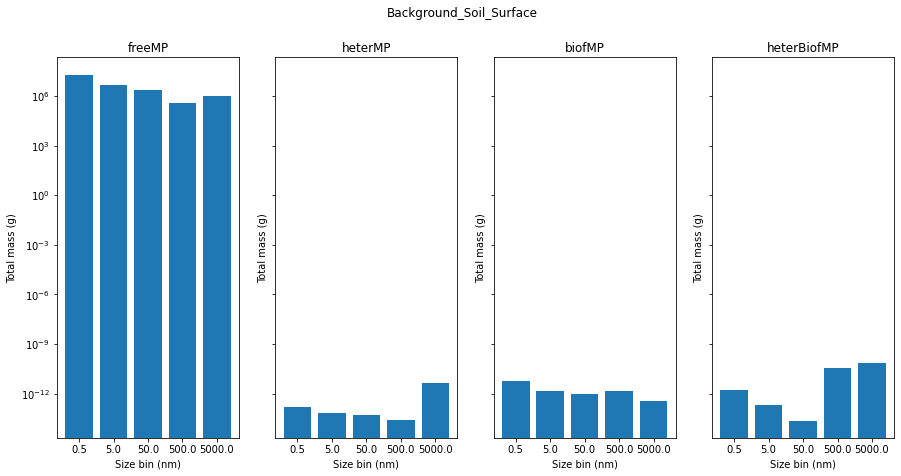 Background_Soil_Surface
freeMP
heterMP
biofMP
heterBiofMP
Total mass (g)
10^6
10^3
10^0
10^-3
10^-6
10^-9
10^-12
0.5 5.0 50.0 500.0 5000.0
Size bin (nm)
Total mass (g)
0.5 5.0 50.0 500.0 5000.0
Size bin (nm)
Total mass (g)
0.5 5.0 50.0 500.0 5000.0
Size bin (nm)
Total mass (g)
0.5 5.0 50.0 500.0 5000.0
Size bin (nm)